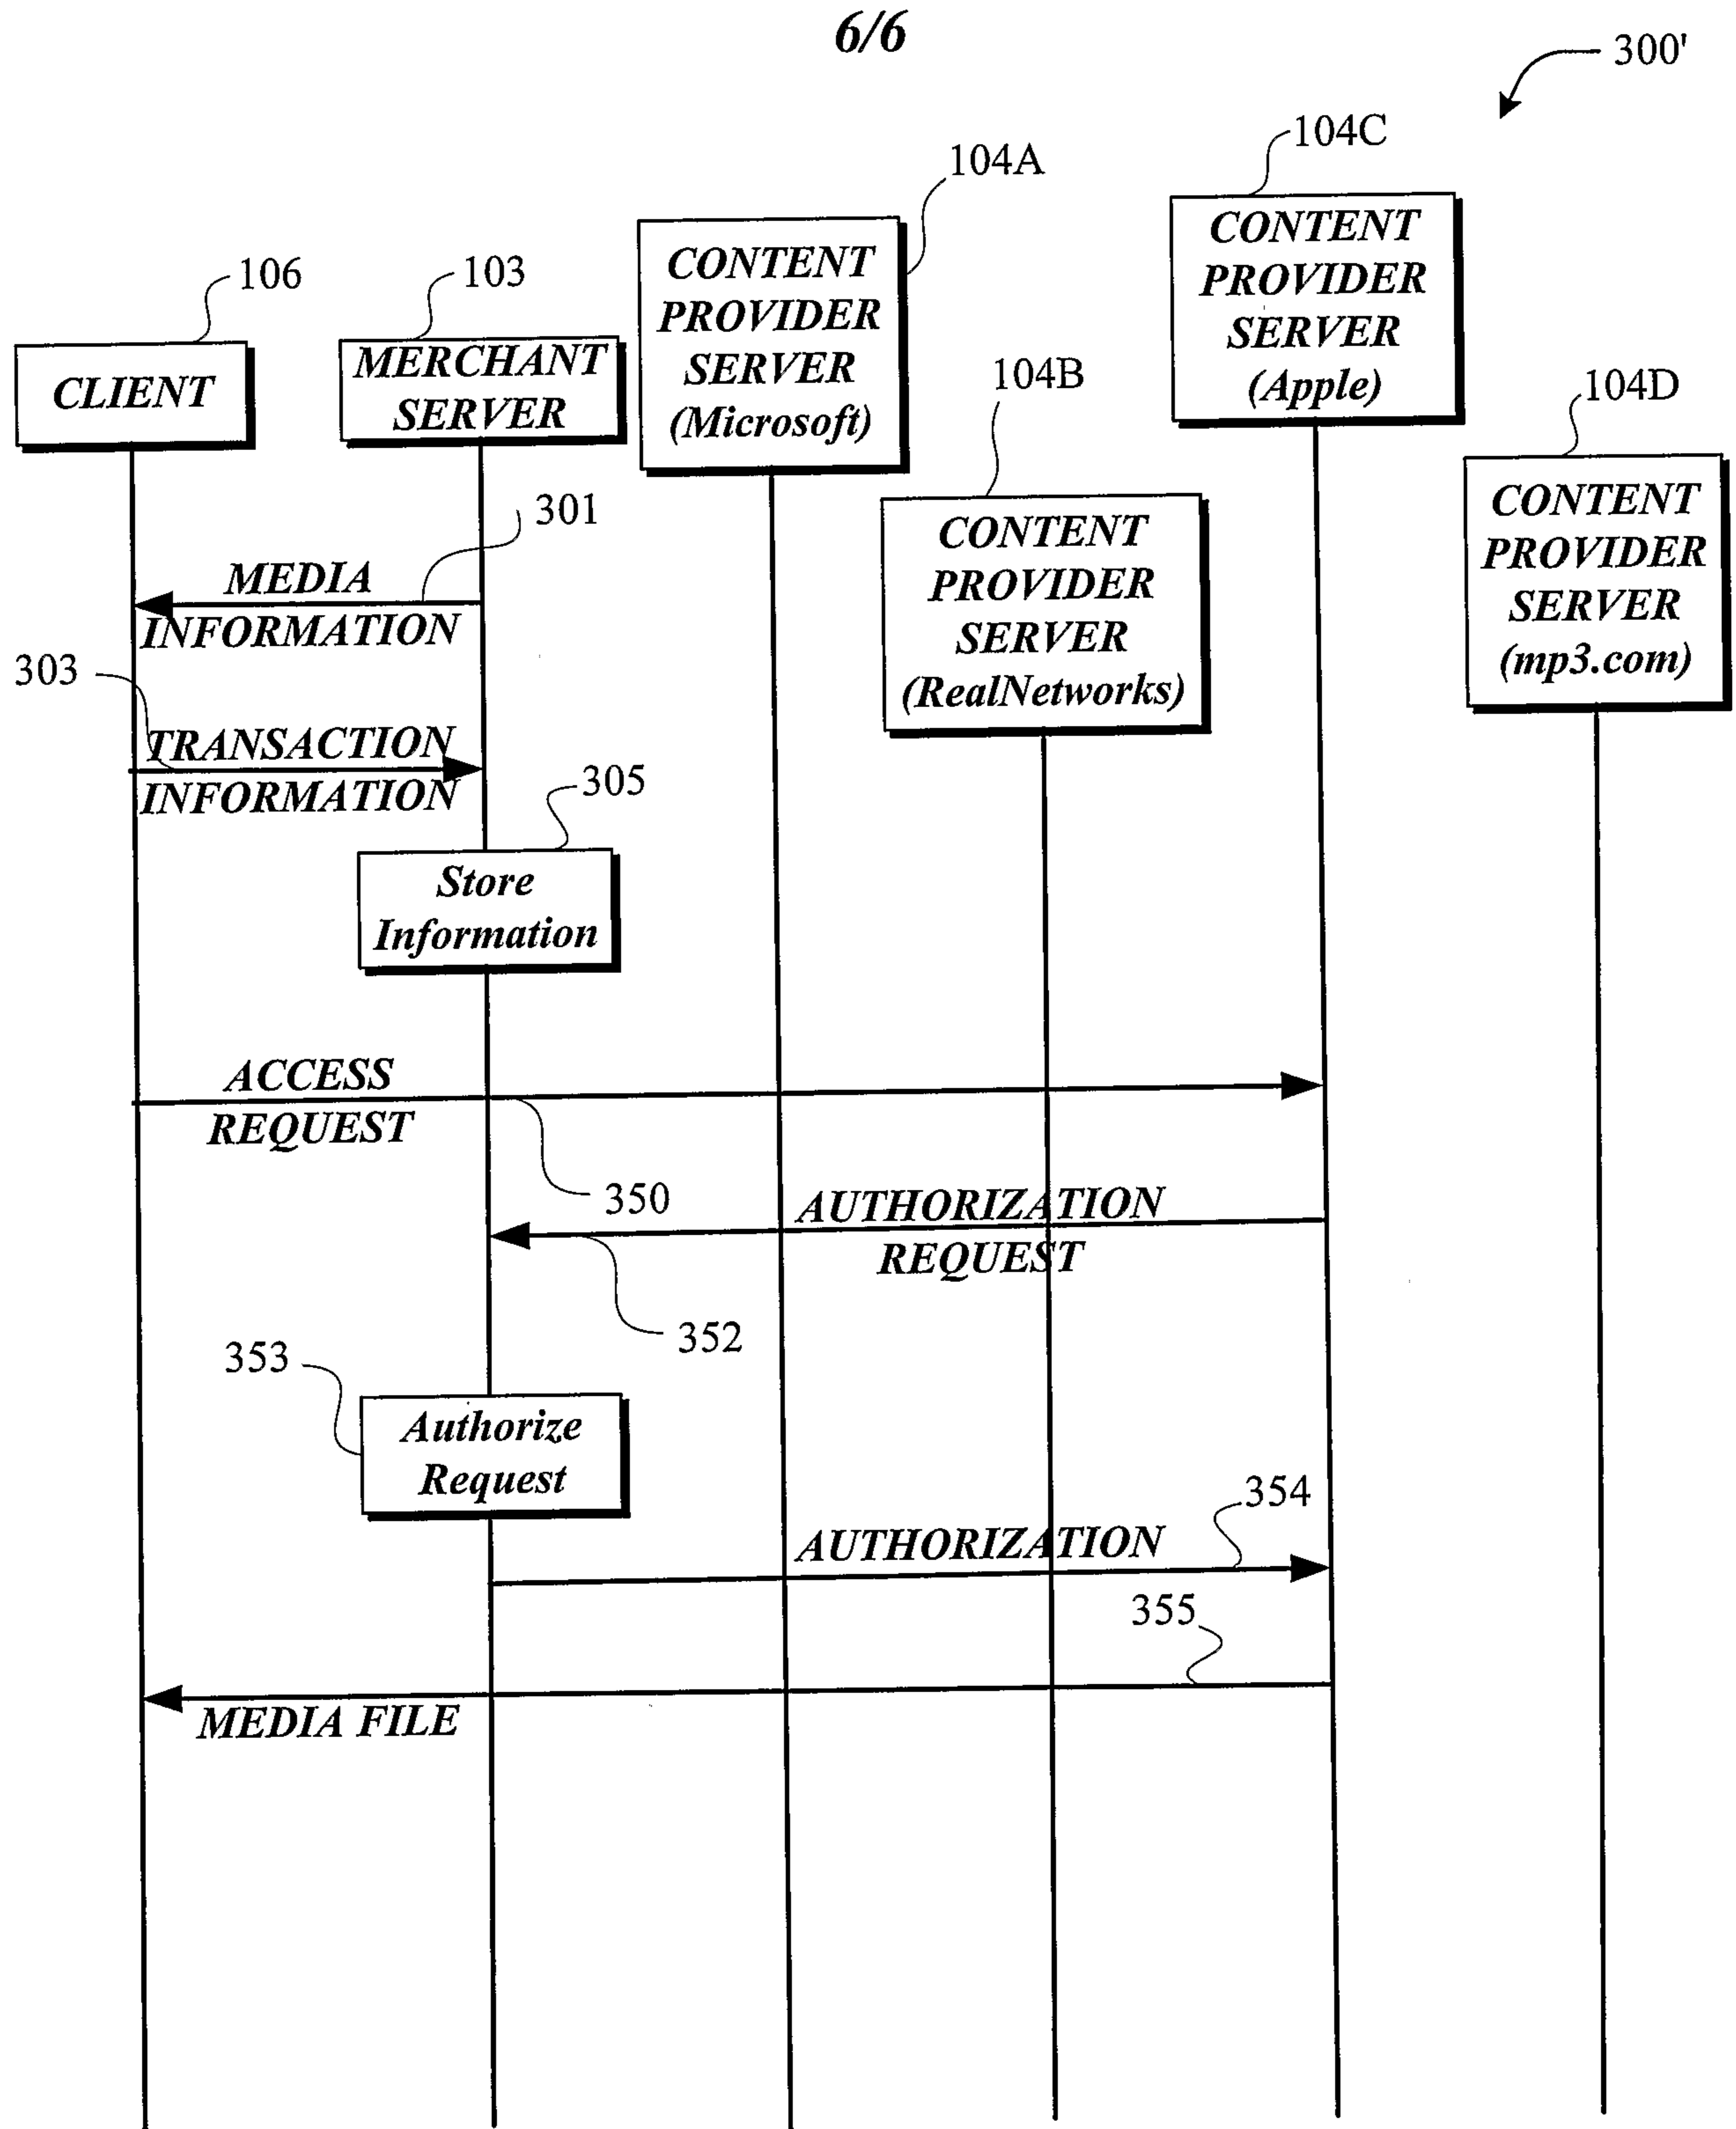 6/6
300'
104C
104A
CONTENT
PROVIDER
SERVER
(Apple)
CONTENT
PROVIDER
SERVER
(Microsoft)
106
103
CLIENT
MERCHANT
SERVER
104B
104D
CONTENT
PROVIDER
SERVER
(RealNetworks)
CONTENT
PROVIDER
SERVER
(mp3.com)
301
MEDIA
INFORMATION
303
TRANSACTION
INFORMATION
305
Store
Information
ACCESS
REQUEST
350
AUTHORIZATION
REQUEST
352
353
Authorize
Request
354
AUTHORIZATION
355
MEDIA FILE